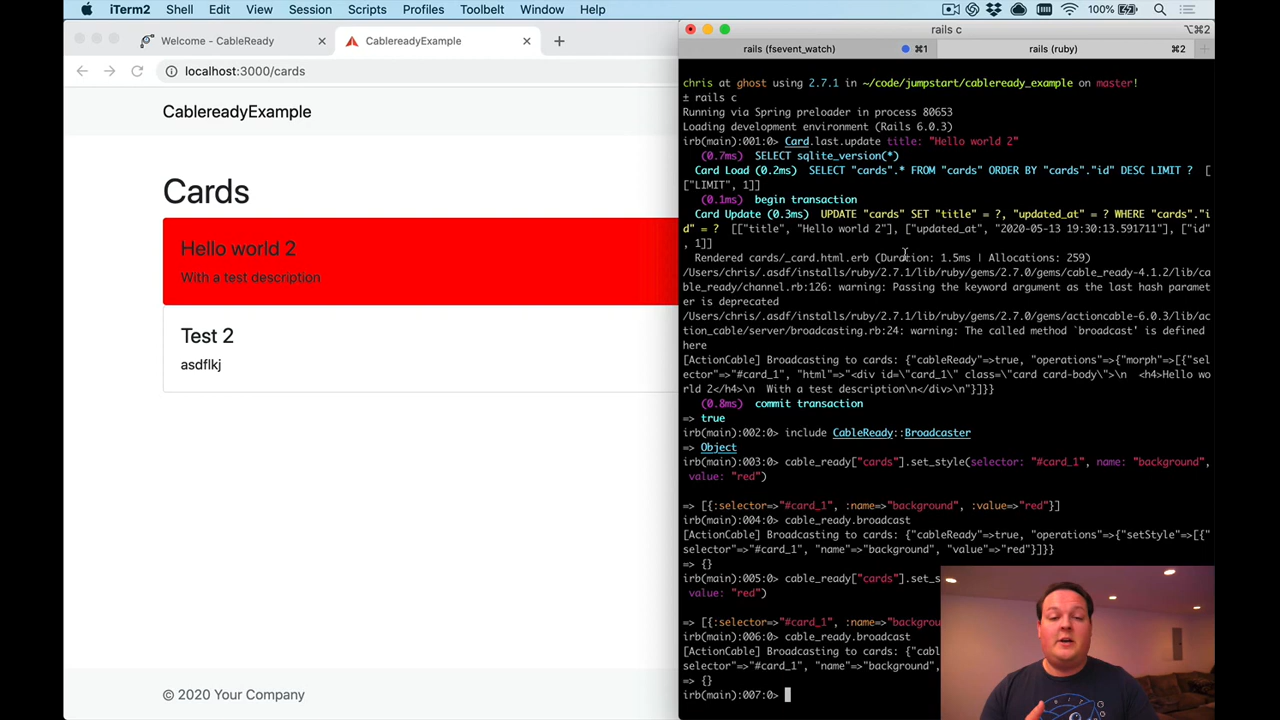 iTerm2 Shell Edit View Session Scripts Profiles Toolbelt Window Help 100%
Welcome - CableReady
CablereadyExample
localhost:3000/cards
CablereadyExample
Cards
Hello world 2
With a test description
Test 2
asdflkj
© 2020 Your Company
rails c ⌥⌘2
rails (fsevent_watch) ⌘1 rails (ruby) ⌘2
chris at ghost using 2.7.1 in ~/code/jumpstart/cableready_example on master!
± rails c
Running via Spring preloader in process 80653
Loading development environment (Rails 6.0.3)
irb(main):001:0> Card.last.update title: "Hello world 2"
(0.7ms) SELECT sqlite_version(*)
Card Load (0.2ms) SELECT "cards".* FROM "cards" ORDER BY "cards"."id" DESC LIMIT ? [
["LIMIT", 1]]
(0.1ms) begin transaction
Card Update (0.3ms) UPDATE "cards" SET "title" = ?, "updated_at" = ? WHERE "cards"."i
d" = ? [["title", "Hello world 2"], ["updated_at", "2020-05-13 19:30:13.591711"], ["id"
, 1]]
Rendered cards/_card.html.erb (Duration: 1.5ms | Allocations: 259)
/Users/chris/.asdf/installs/ruby/2.7.1/lib/ruby/gems/2.7.0/gems/cable_ready-4.1.2/lib/ca
ble_ready/channel.rb:126: warning: Passing the keyword argument as the last hash paramet
er is deprecated
/Users/chris/.asdf/installs/ruby/2.7.1/lib/ruby/gems/2.7.0/gems/actioncable-6.0.3/lib/ac
tion_cable/server/broadcasting.rb:24: warning: The called method `broadcast' is defined
here
[ActionCable] Broadcasting to cards: {"cableReady"=>true, "operations"=>{"morph"=>[{"sel
ector"=>"#card_1", "html"=>"<div id=\"card_1\" class=\"card card-body\">\n  <h4>Hello wo
rld 2</h4>\n  With a test description\n</div>\n"}]}}
(0.8ms) commit transaction
=> true
irb(main):002:0> include CableReady::Broadcaster
=> Object
irb(main):003:0> cable_ready["cards"].set_style(selector: "#card_1", name: "background",
value: "red")
=> [{:selector=>"#card_1", :name=>"background", :value=>"red"}]
irb(main):004:0> cable_ready.broadcast
[ActionCable] Broadcasting to cards: {"cableReady"=>true, "operations"=>{"setStyle"=>[{"
selector"=>"#card_1", "name"=>"background", "value"=>"red"}]}}
=> {}
irb(main):005:0> cable_ready["cards"].set_s
value: "red")
=> [{:selector=>"#card_1", :name=>"backgrou
irb(main):006:0> cable_ready.broadcast
[ActionCable] Broadcasting to cards: {"cabl
selector"=>"#card_1", "name"=>"background",
=> {}
irb(main):007:0>